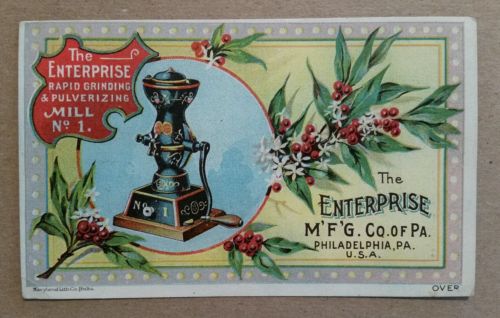 The
ENTERPRISE
RAPID GRINDING
& PULVERIZING
MILL
No 1.
No 1
The
ENTERPRISE
M'F'G. CO. OF PA.
PHILADELPHIA, PA.
U.S.A.
OVER